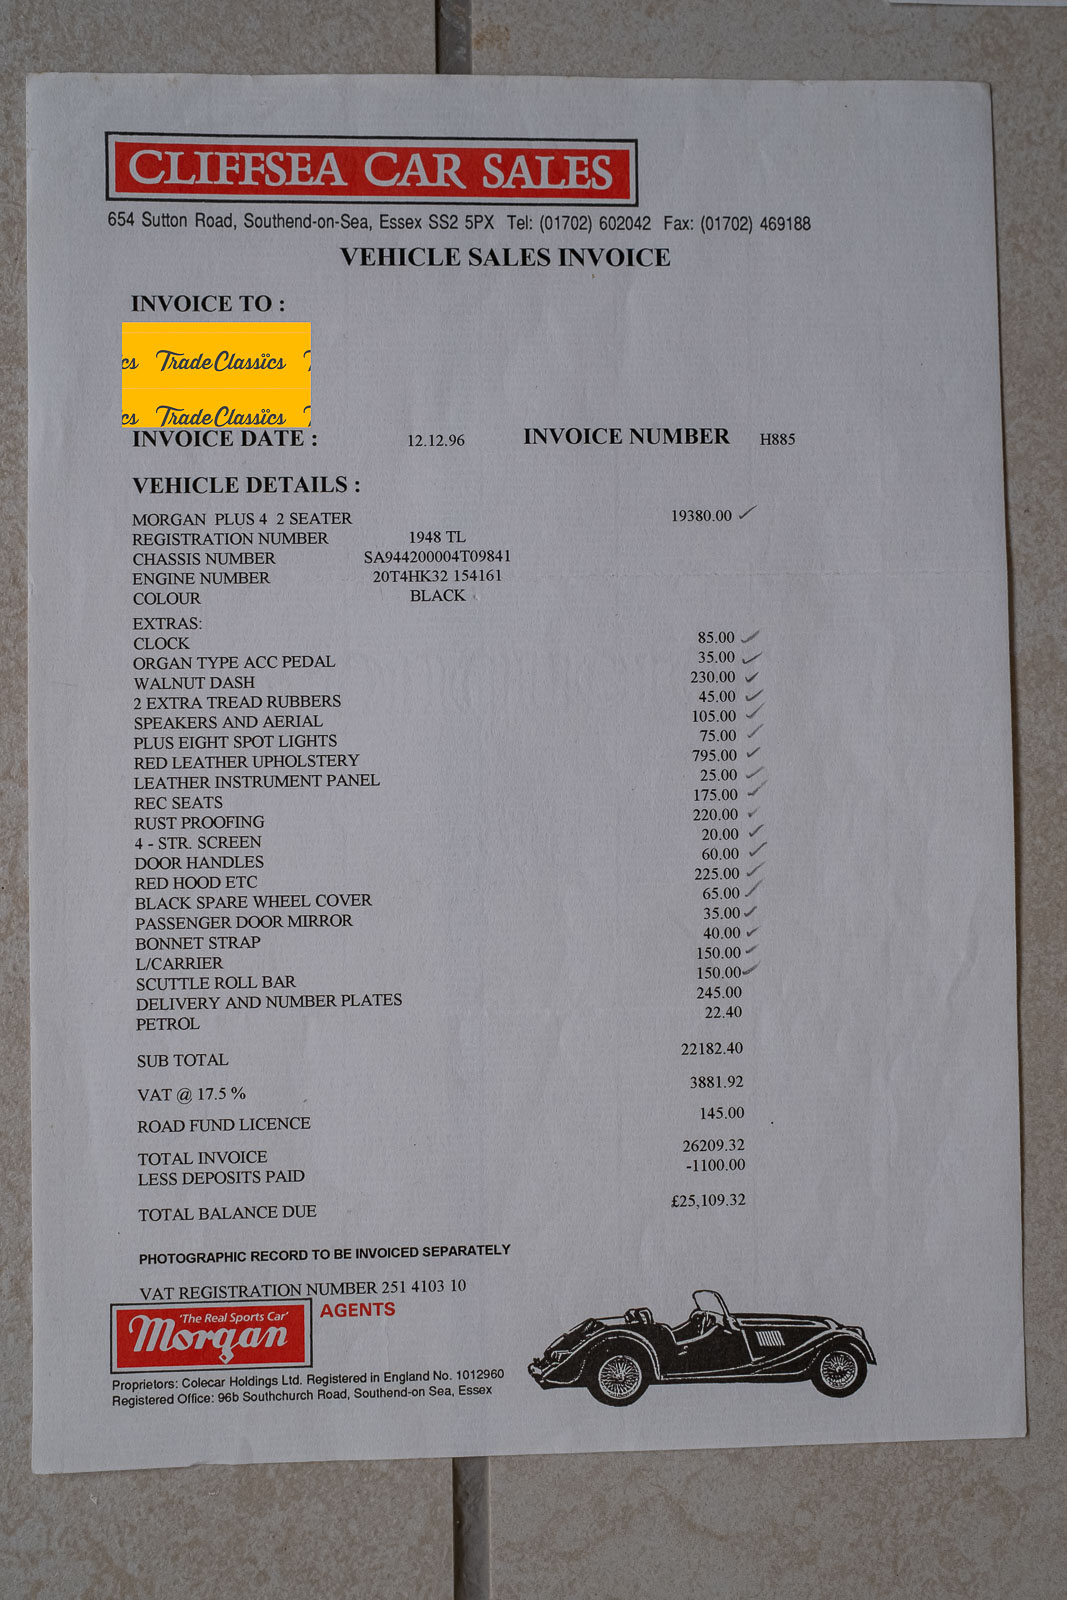 CLIFFSEA CAR SALES
654 Sutton Road, Southend-on-Sea, Essex SS2 5PX Tel: (01702) 602042 Fax: (01702) 469188
VEHICLE SALES INVOICE
INVOICE TO :
cs TradeClassics T
cs TradeClassics T
INVOICE DATE : 12.12.96 INVOICE NUMBER H885
VEHICLE DETAILS :
MORGAN PLUS 4 2 SEATER 19380.00
REGISTRATION NUMBER 1948 TL
CHASSIS NUMBER SA944200004T09841
ENGINE NUMBER 20T4HK32 154161
COLOUR BLACK
EXTRAS:
CLOCK 85.00
ORGAN TYPE ACC PEDAL 35.00
WALNUT DASH 230.00
2 EXTRA TREAD RUBBERS 45.00
SPEAKERS AND AERIAL 105.00
PLUS EIGHT SPOT LIGHTS 75.00
RED LEATHER UPHOLSTERY 795.00
LEATHER INSTRUMENT PANEL 25.00
REC SEATS 175.00
RUST PROOFING 220.00
4 - STR. SCREEN 20.00
DOOR HANDLES 60.00
RED HOOD ETC 225.00
BLACK SPARE WHEEL COVER 65.00
PASSENGER DOOR MIRROR 35.00
BONNET STRAP 40.00
L/CARRIER 150.00
SCUTTLE ROLL BAR 150.00
DELIVERY AND NUMBER PLATES 245.00
PETROL 22.40
SUB TOTAL 22182.40
VAT @ 17.5 % 3881.92
ROAD FUND LICENCE 145.00
TOTAL INVOICE 26209.32
LESS DEPOSITS PAID -1100.00
TOTAL BALANCE DUE £25,109.32
PHOTOGRAPHIC RECORD TO BE INVOICED SEPARATELY
VAT REGISTRATION NUMBER 251 4103 10
'The Real Sports Car' AGENTS
Morgan
Proprietors: Colecar Holdings Ltd. Registered in England No. 1012960
Registered Office: 96b Southchurch Road, Southend-on Sea, Essex